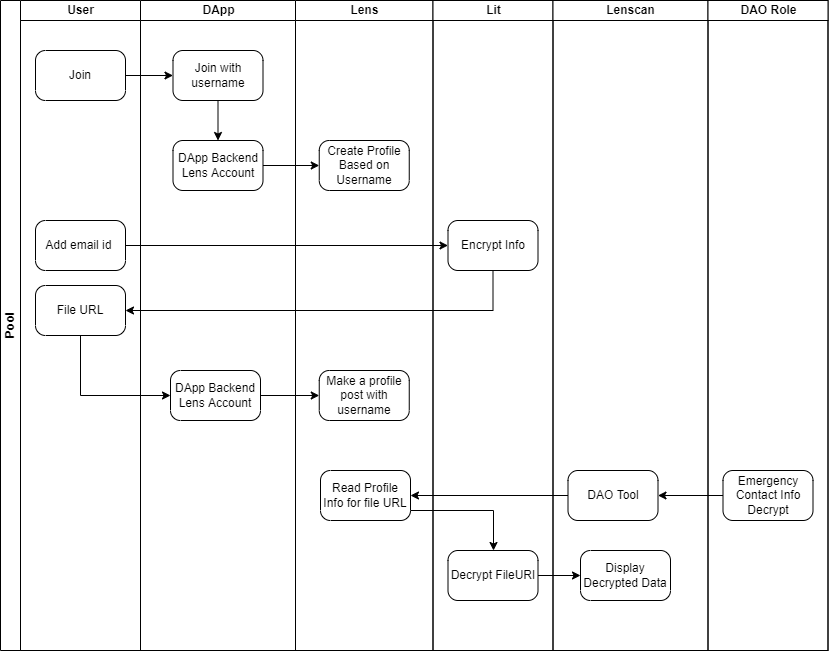 User
DApp
Lens
Lit
Lenscan
DAO Role
Pool
Join
Join with
username
DApp Backend
Lens Account
Create Profile
Based on
Username
Add email id
Encrypt Info
File URL
DApp Backend
Lens Account
Make a profile
post with
username
Read Profile
Info for file URL
DAO Tool
Emergency
Contact Info
Decrypt
Decrypt FileURI
Display
Decrypted Data